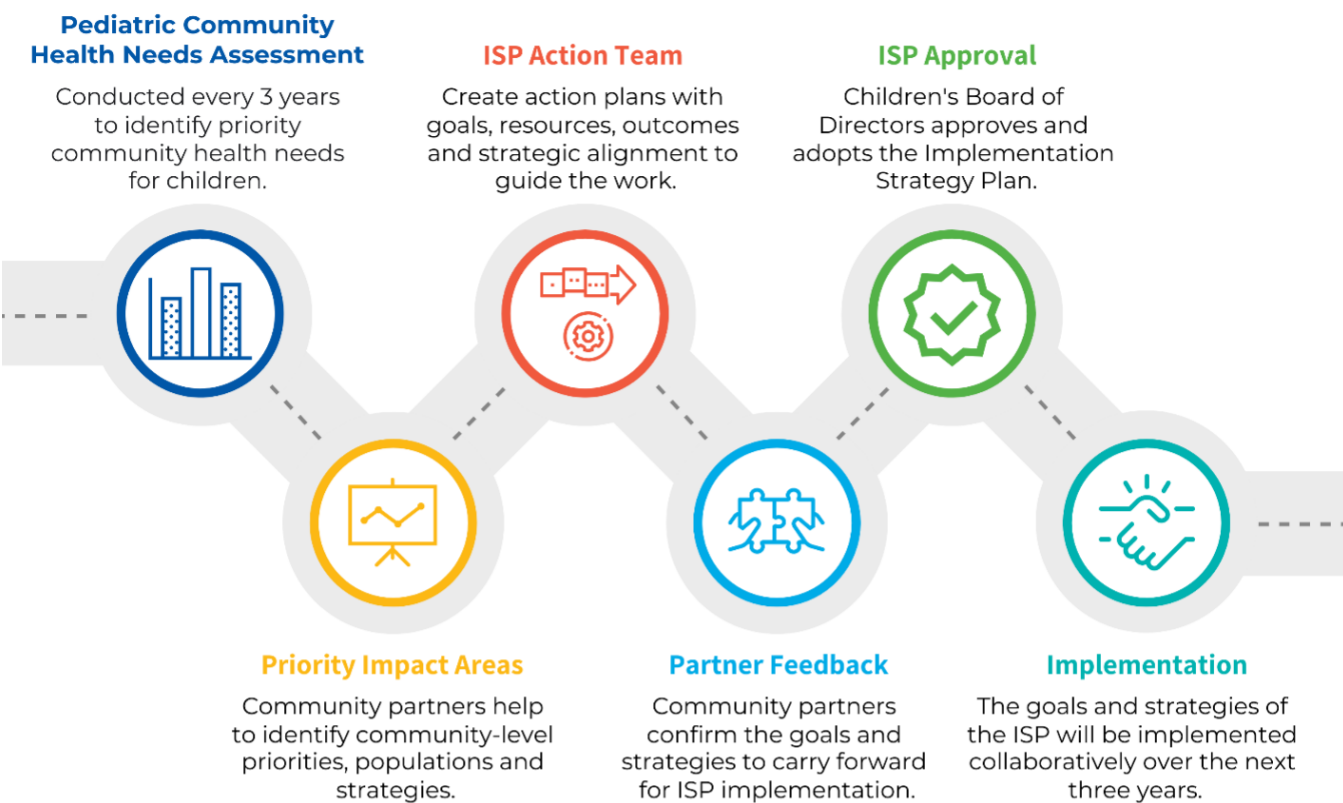 Pediatric Community
Health Needs Assessment
Conducted every 3 years
to identify priority
community health needs
for children.
Priority Impact Areas
Community partners help
to identify community-level
priorities, populations and
strategies.
ISP Action Team
Create action plans with
goals, resources, outcomes
and strategic alignment to
guide the work.
Partner Feedback
Community partners
confirm the goals and
strategies to carry forward
for ISP implementation.
ISP Approval
Children's Board of
Directors approves and
adopts the Implementation
Strategy Plan.
Implementation
The goals and strategies of
the ISP will be implemented
collaboratively over the next
three years.